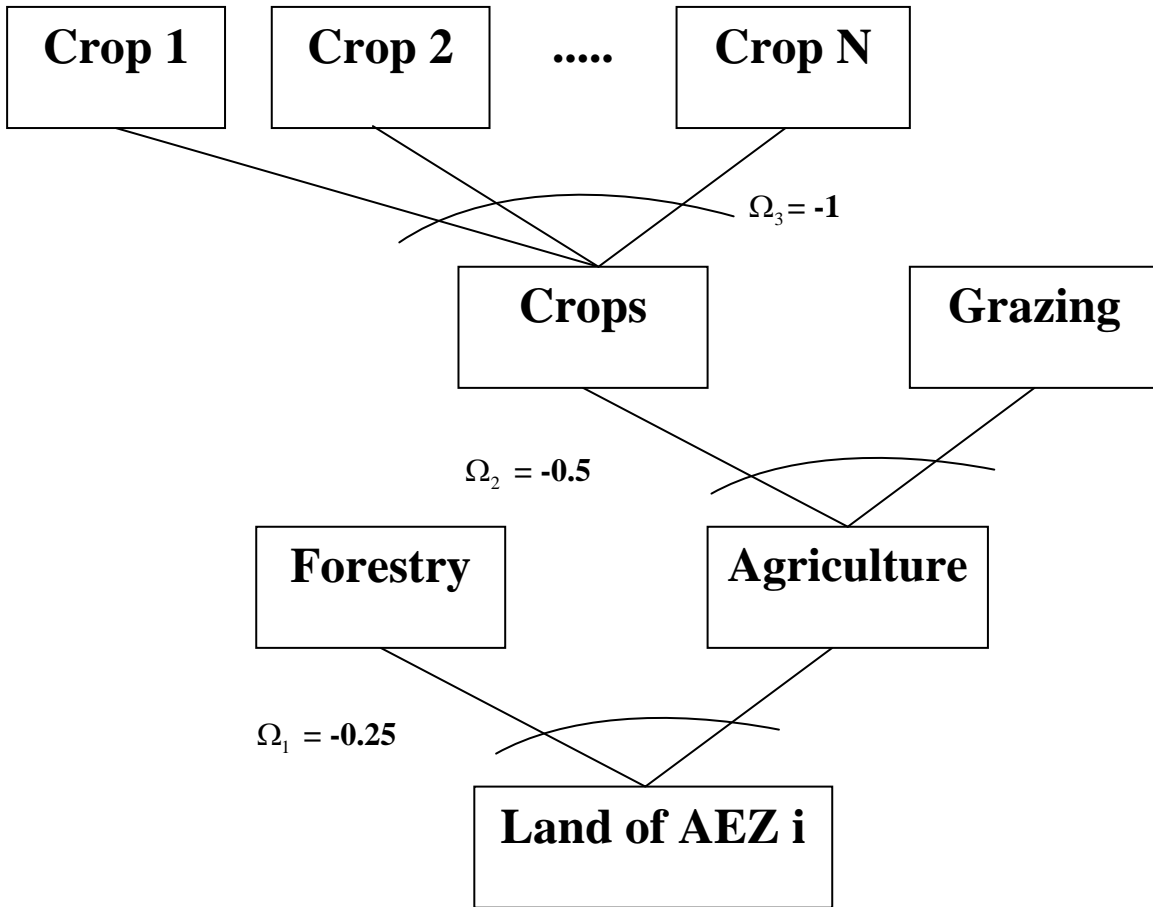 Crop 1 Crop 2 ..... Crop N
Ω₃ = -1
Crops Grazing
Ω₂ = -0.5
Forestry Agriculture
Ω₁ = -0.25
Land of AEZ i